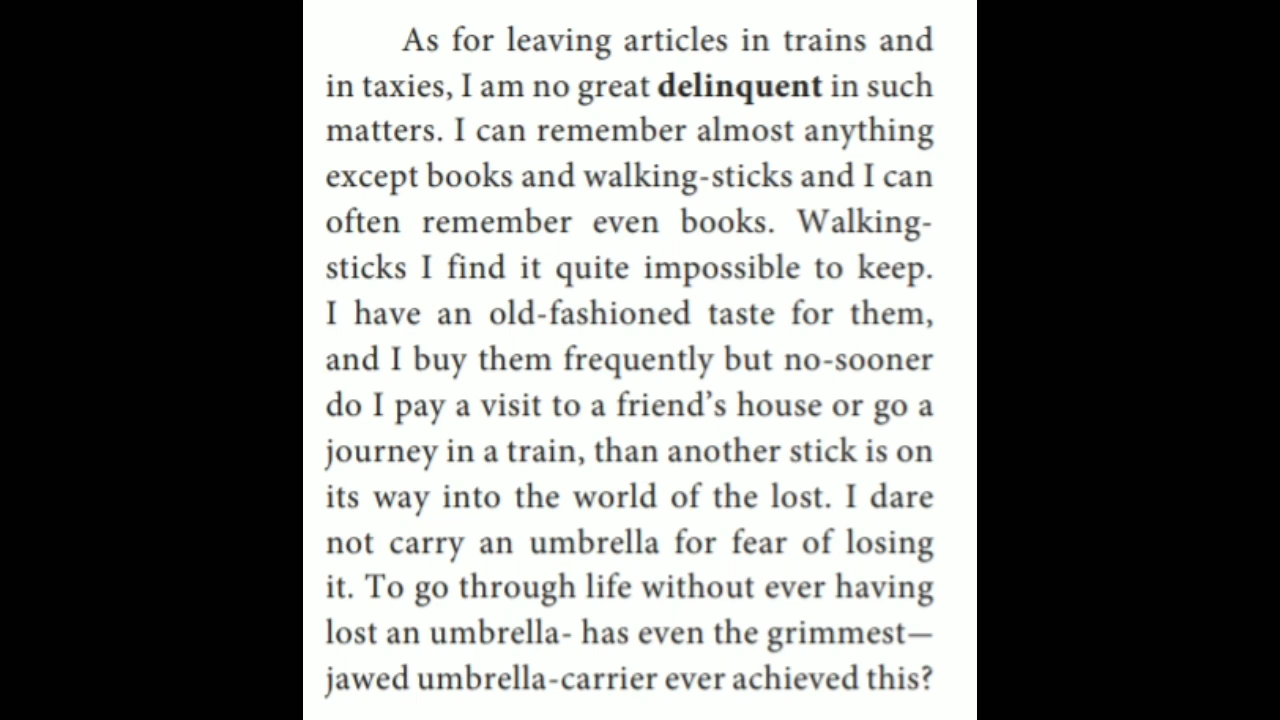 As for leaving articles in trains and
in taxies, I am no great delinquent in such
matters. I can remember almost anything
except books and walking-sticks and I can
often remember even books. Walking-
sticks I find it quite impossible to keep.
I have an old-fashioned taste for them,
and I buy them frequently but no-sooner
do I pay a visit to a friend’s house or go a
journey in a train, than another stick is on
its way into the world of the lost. I dare
not carry an umbrella for fear of losing
it. To go through life without ever having
lost an umbrella- has even the grimmest—
jawed umbrella-carrier ever achieved this?